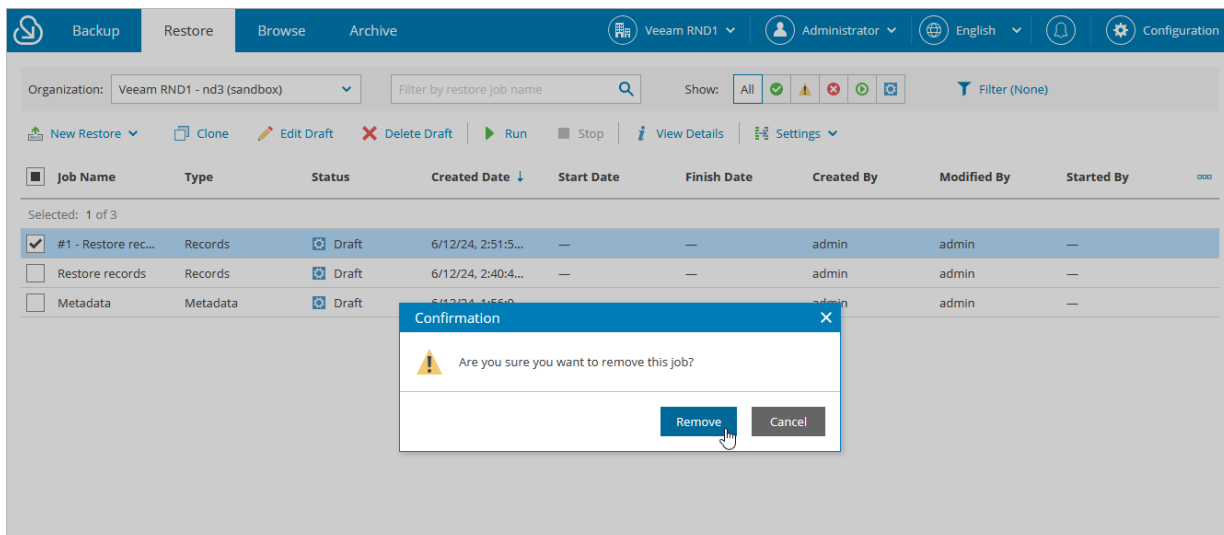 Backup Restore Browse Archive Veeam RND1 Administrator English Configuration
Organization: Veeam RND1 - nd3 (sandbox) Filter by restore job name Show: All Filter (None)
New Restore Clone Edit Draft Delete Draft Run Stop View Details Settings
Job Name Type Status Created Date ↓ Start Date Finish Date Created By Modified By Started By
Selected: 1 of 3
#1 - Restore rec... Records Draft 6/12/24, 2:51:5... — — admin admin —
Restore records Records Draft 6/12/24, 2:40:4... — — admin admin —
Metadata Metadata Draft admin admin —
Confirmation
Are you sure you want to remove this job?
Remove Cancel